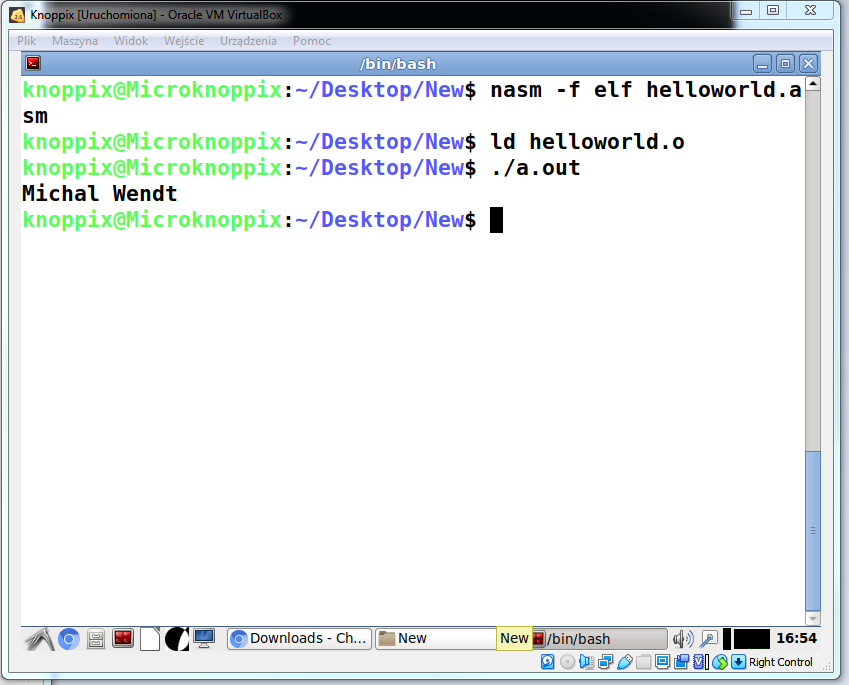 Knoppix [Uruchomiona] - Oracle VM VirtualBox
Plik Maszyna Widok Wejście Urządzenia Pomoc
/bin/bash
knoppix@Microknoppix:~/Desktop/New$ nasm -f elf helloworld.a
sm
knoppix@Microknoppix:~/Desktop/New$ ld helloworld.o
knoppix@Microknoppix:~/Desktop/New$ ./a.out
Michal Wendt
knoppix@Microknoppix:~/Desktop/New$
Downloads - Ch... New New /bin/bash 16:54
Right Control